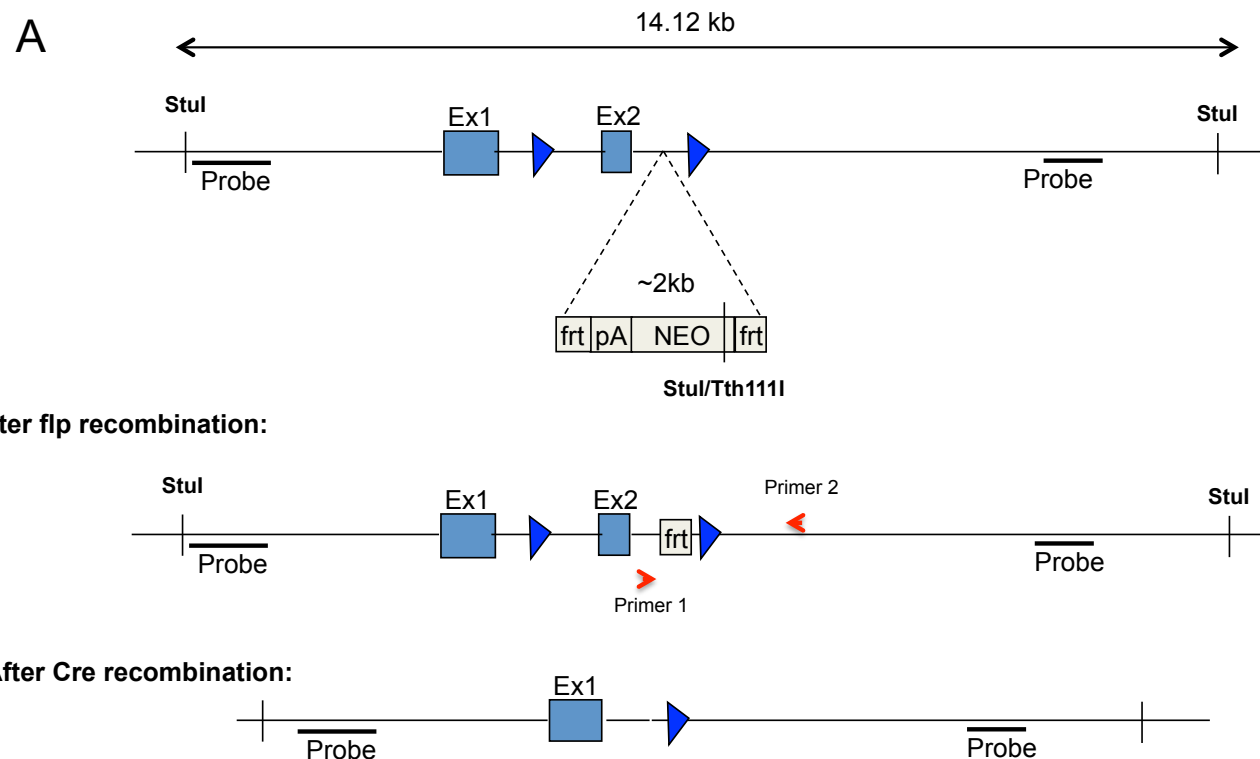 A
14.12 kb
StuI
Ex1
Ex2
StuI
Probe
Probe
~2kb
frt pA NEO frt
StuI/Tth111I
ter flp recombination:
StuI
Ex1
Ex2
Primer 2
StuI
frt
Probe
Probe
Primer 1
After Cre recombination:
Ex1
Probe
Probe